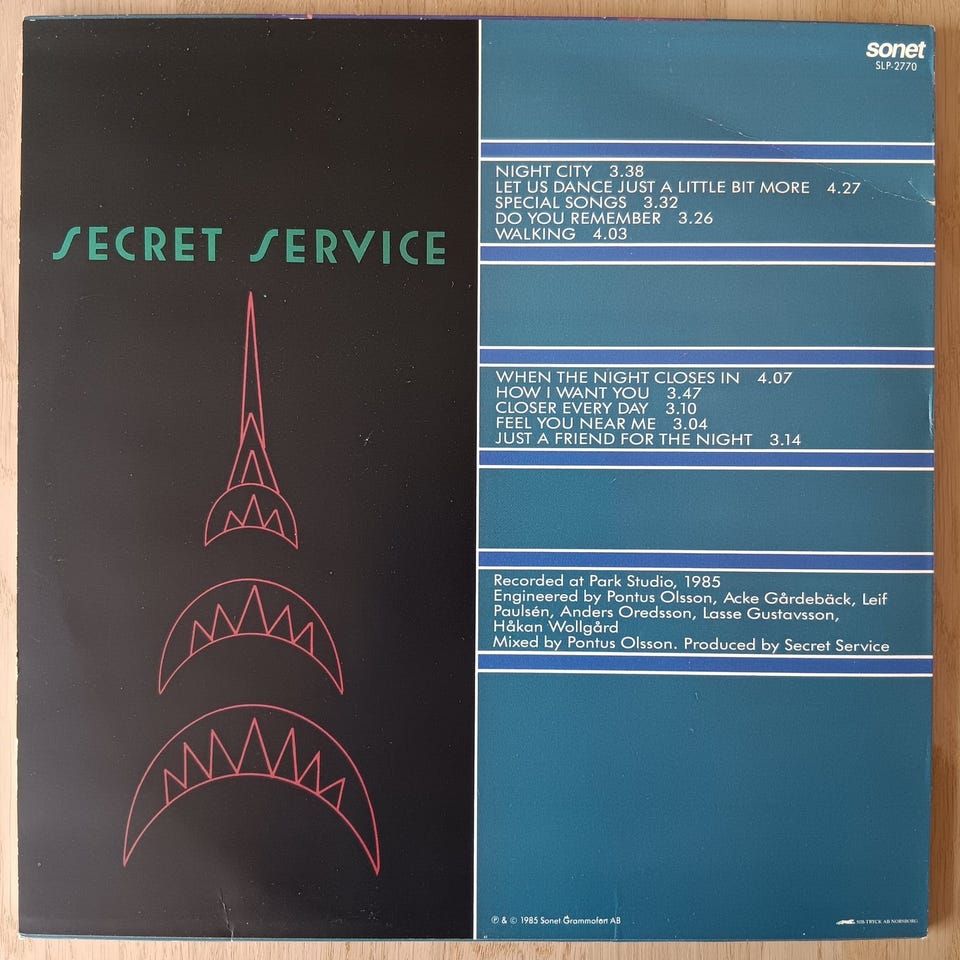 SECRET SERVICE
sonet
SLP-2770
NIGHT CITY 3.38
LET US DANCE JUST A LITTLE BIT MORE 4.27
SPECIAL SONGS 3.32
DO YOU REMEMBER 3.26
WALKING 4.03
WHEN THE NIGHT CLOSES IN 4.07
HOW I WANT YOU 3.47
CLOSER EVERY DAY 3.10
FEEL YOU NEAR ME 3.04
JUST A FRIEND FOR THE NIGHT 3.14
Recorded at Park Studio, 1985
Engineered by Pontus Olsson, Acke Gårdebäck, Leif
Paulsén, Anders Oredsson, Lasse Gustavsson,
Håkan Wollgård
Mixed by Pontus Olsson. Produced by Secret Service
℗ & © 1985 Sonet Grammofon AB
SIB-TRYCK AB NORSBORG